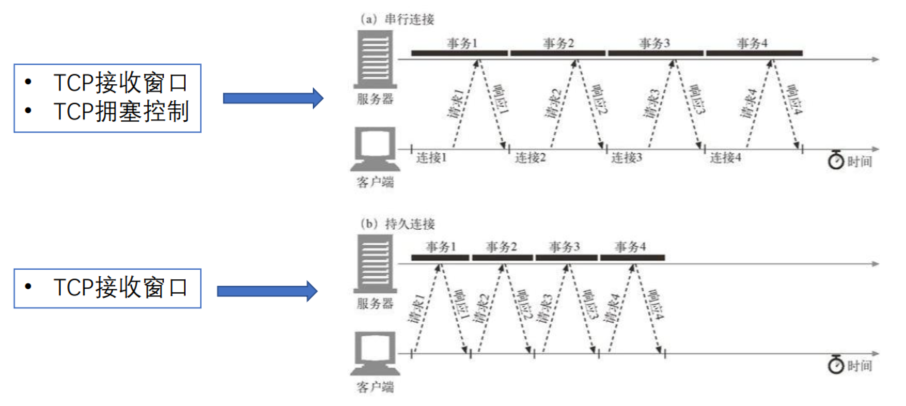 (a) 串行连接
事务1 事务2 事务3 事务4
• TCP接收窗口
• TCP拥塞控制
服务器
请求1 响应1 请求2 响应2 请求3 响应3 请求4 响应4
连接1 连接2 连接3 连接4 时间
客户端
(b) 持久连接
事务1 事务2 事务3 事务4
• TCP接收窗口
服务器
请求1 响应1 请求2 响应2 请求3 响应3 请求4 响应4
时间
客户端